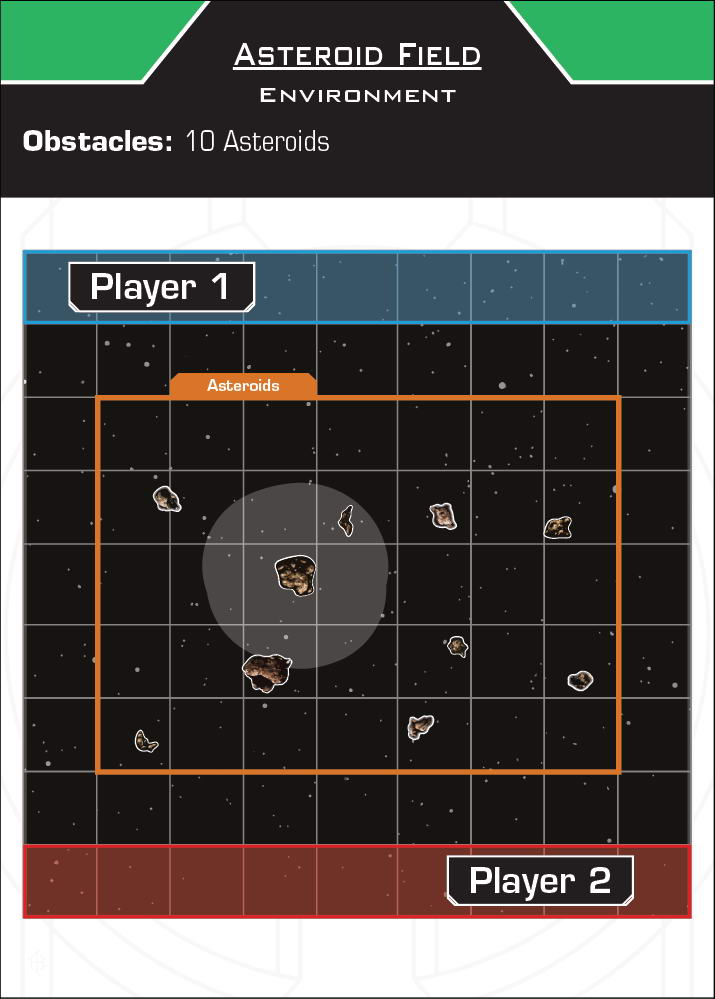 Asteroid Field
Environment
Obstacles: 10 Asteroids
Player 1
Asteroids
Player 2